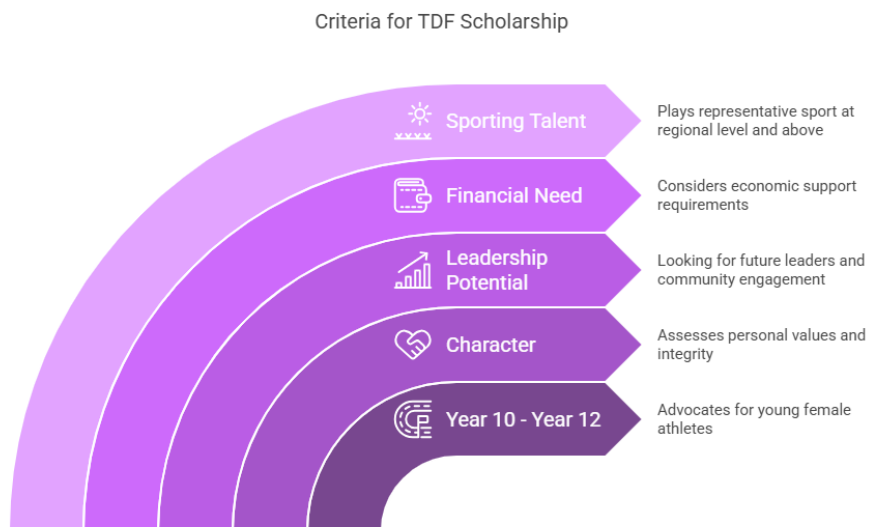 Criteria for TDF Scholarship
Sporting Talent
Plays representative sport at
regional level and above
Financial Need
Considers economic support
requirements
Leadership
Potential
Looking for future leaders and
community engagement
Character
Assesses personal values and
integrity
Year 10 - Year 12
Advocates for young female
athletes